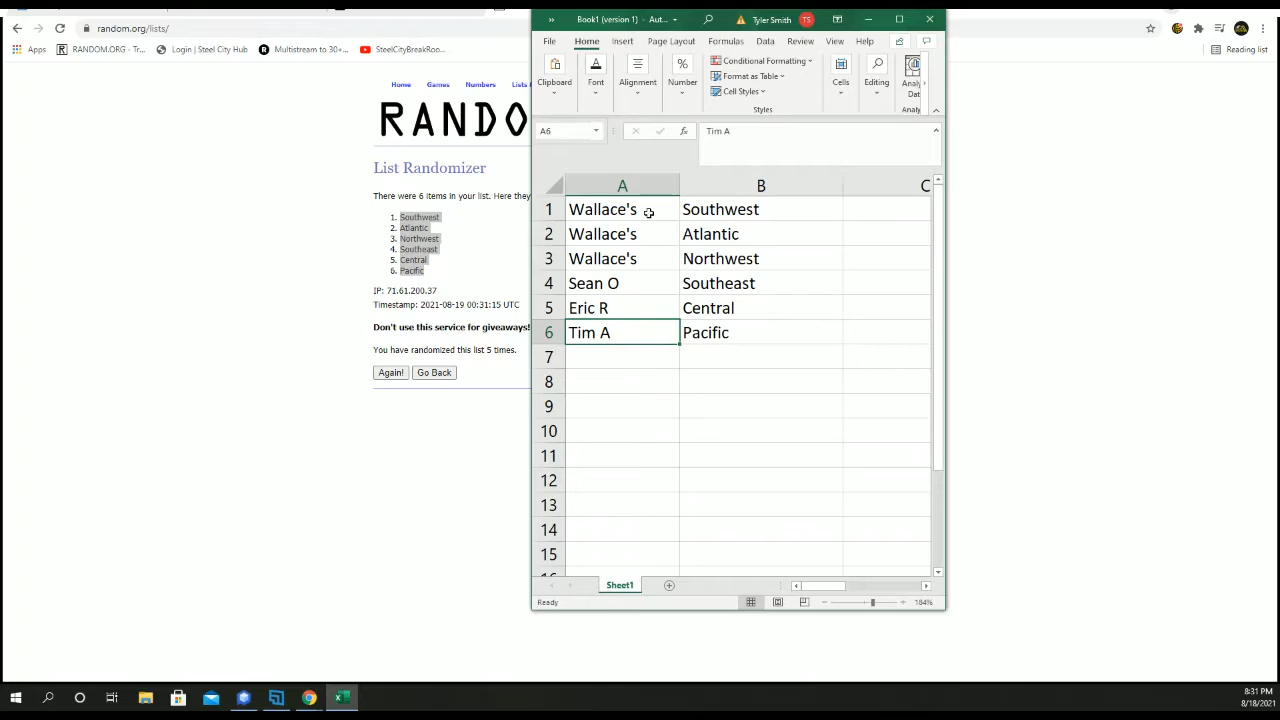 random.org/lists/
Reading list
Apps
RANDOM.ORG - Tr...
Login | Steel City Hub
Multistream to 30+...
SteelCityBreakRoo...
Home
Games
Numbers
Lists
RANDO
List Randomizer
There were 6 items in your list. Here they
1. Southwest
2. Atlantic
3. Northwest
4. Southeast
5. Central
6. Pacific
IP: 71.61.200.37
Timestamp: 2021-08-19 00:31:15 UTC
Don't use this service for giveaways!
You have randomized this list 5 times.
Again!
Go Back
Book1 (version 1) - Aut...
Tyler Smith
TS
File
Home
Insert
Page Layout
Formulas
Data
Review
View
Help
Clipboard
Font
Alignment
Number
Conditional Formatting
Format as Table
Cell Styles
Styles
Cells
Editing
Analy
Dat
Analy
A6
fx
Tim A
A B C
1 Wallace's Southwest
2 Wallace's Atlantic
3 Wallace's Northwest
4 Sean O Southeast
5 Eric R Central
6 Tim A Pacific
7
8
9
10
11
12
13
14
15
Sheet1
Ready
184%
8:31 PM
8/18/2021